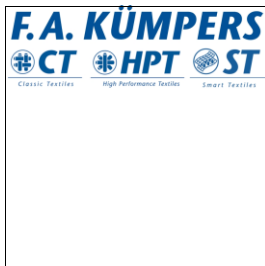 F.A. KÜMPERS
CT HPT ST
Classic Textiles High Performance Textiles Smart Textiles